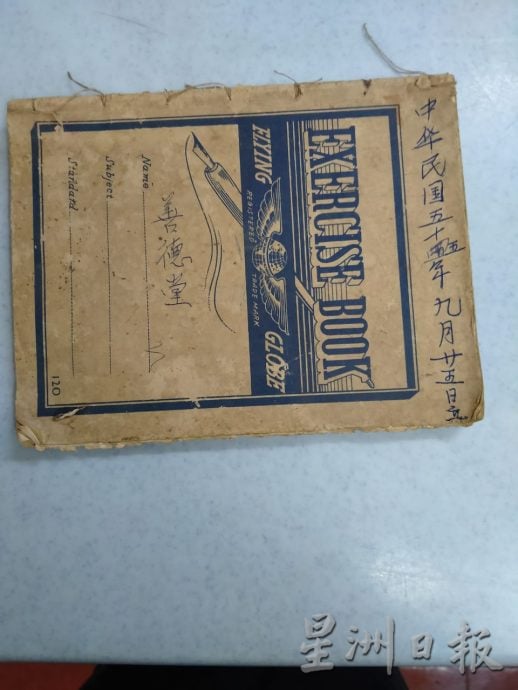 中华民国五十五年九月廿五日
EXERCISE BOOK
FLYING GLOBE
REGISTERED TRADE MARK
Name 善德堂
Subject
Standard
120
星洲日報